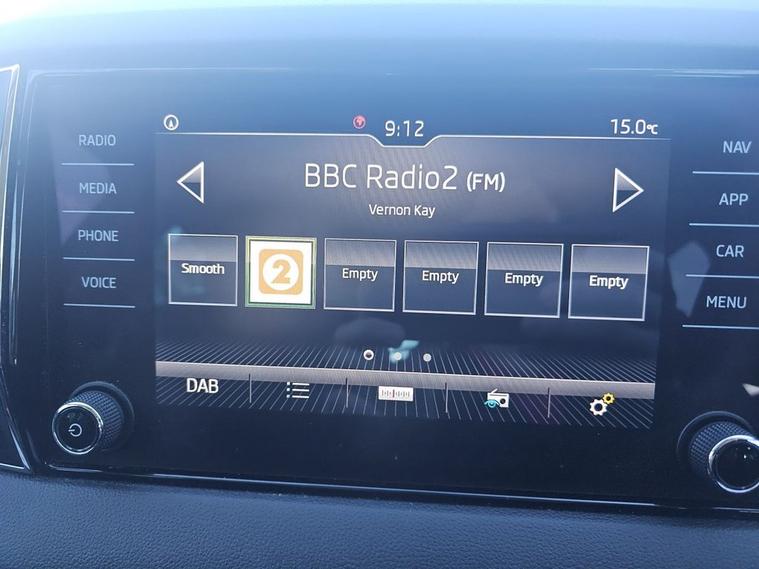 9:12
15.0°C
RADIO
MEDIA
PHONE
VOICE
BBC Radio2 (FM)
Vernon Kay
Smooth
2
Empty
Empty
Empty
Empty
DAB
NAV
APP
CAR
MENU